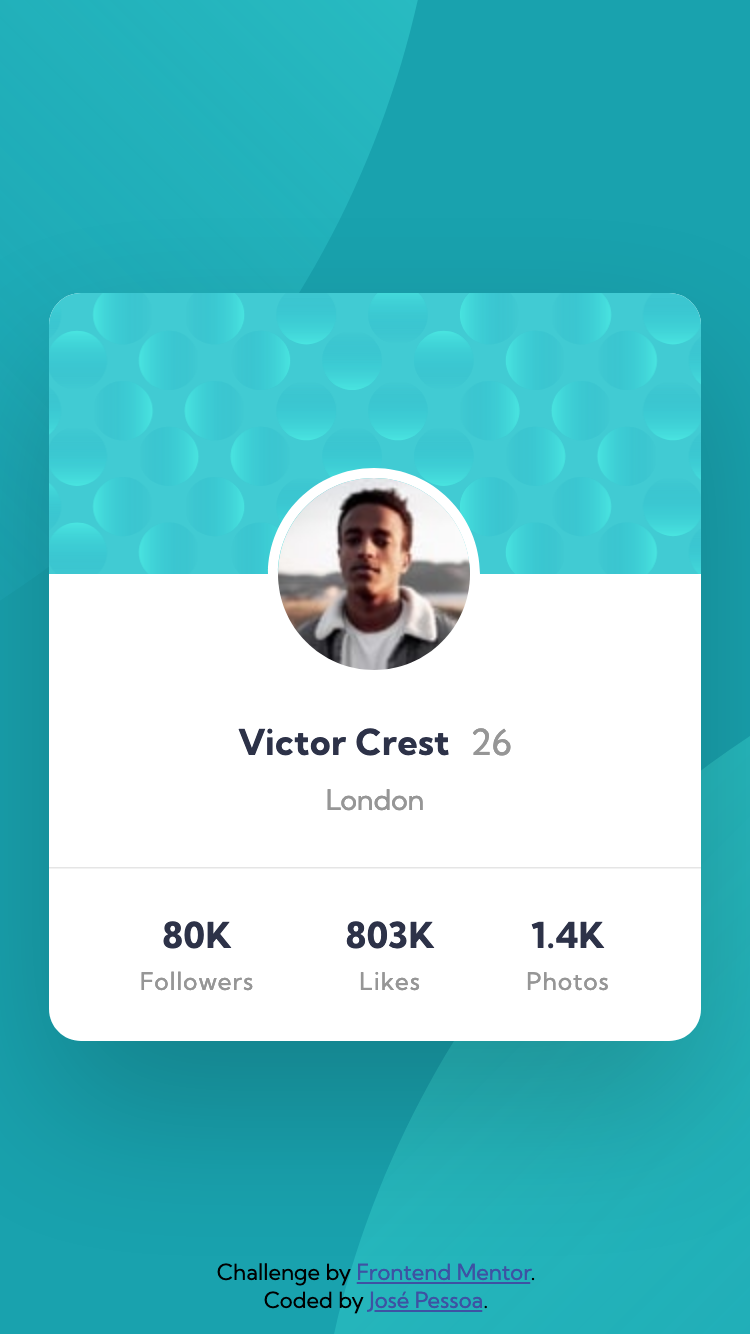 Victor Crest 26
London
80K 803K 1.4K
Followers Likes Photos
Challenge by Frontend Mentor.
Coded by José Pessoa.